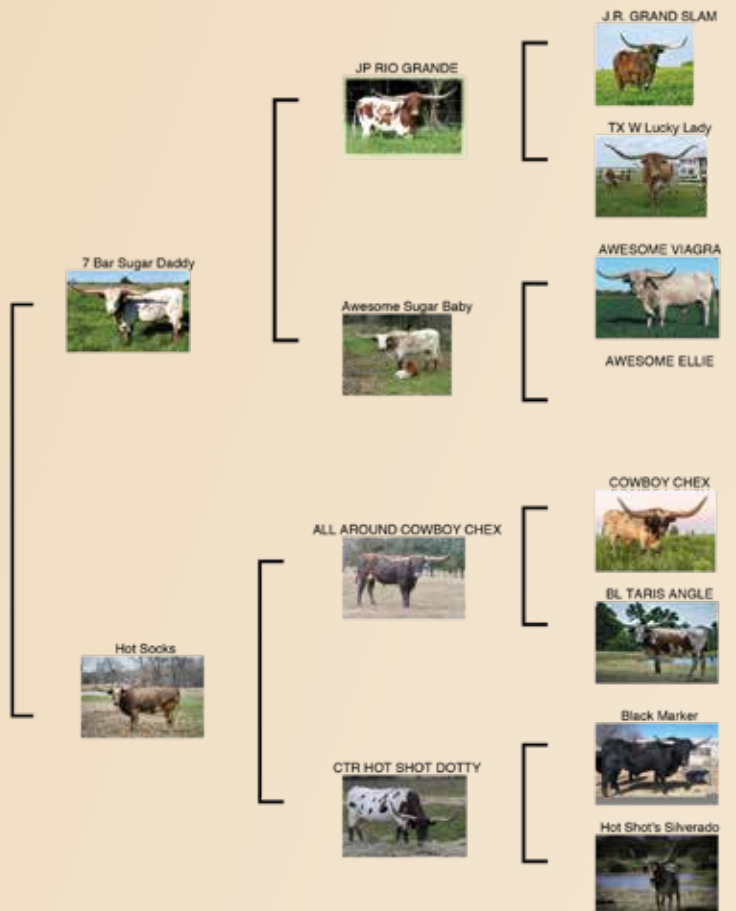 J.R. GRAND SLAM
JP RIO GRANDE
TX W Lucky Lady
7 Bar Sugar Daddy
AWESOME VIAGRA
Awesome Sugar Baby
AWESOME ELLIE
COWBOY CHEX
ALL AROUND COWBOY CHEX
BL TARIS ANGLE
Hot Socks
Black Marker
CTR HOT SHOT DOTTY
Hot Shot's Silverado